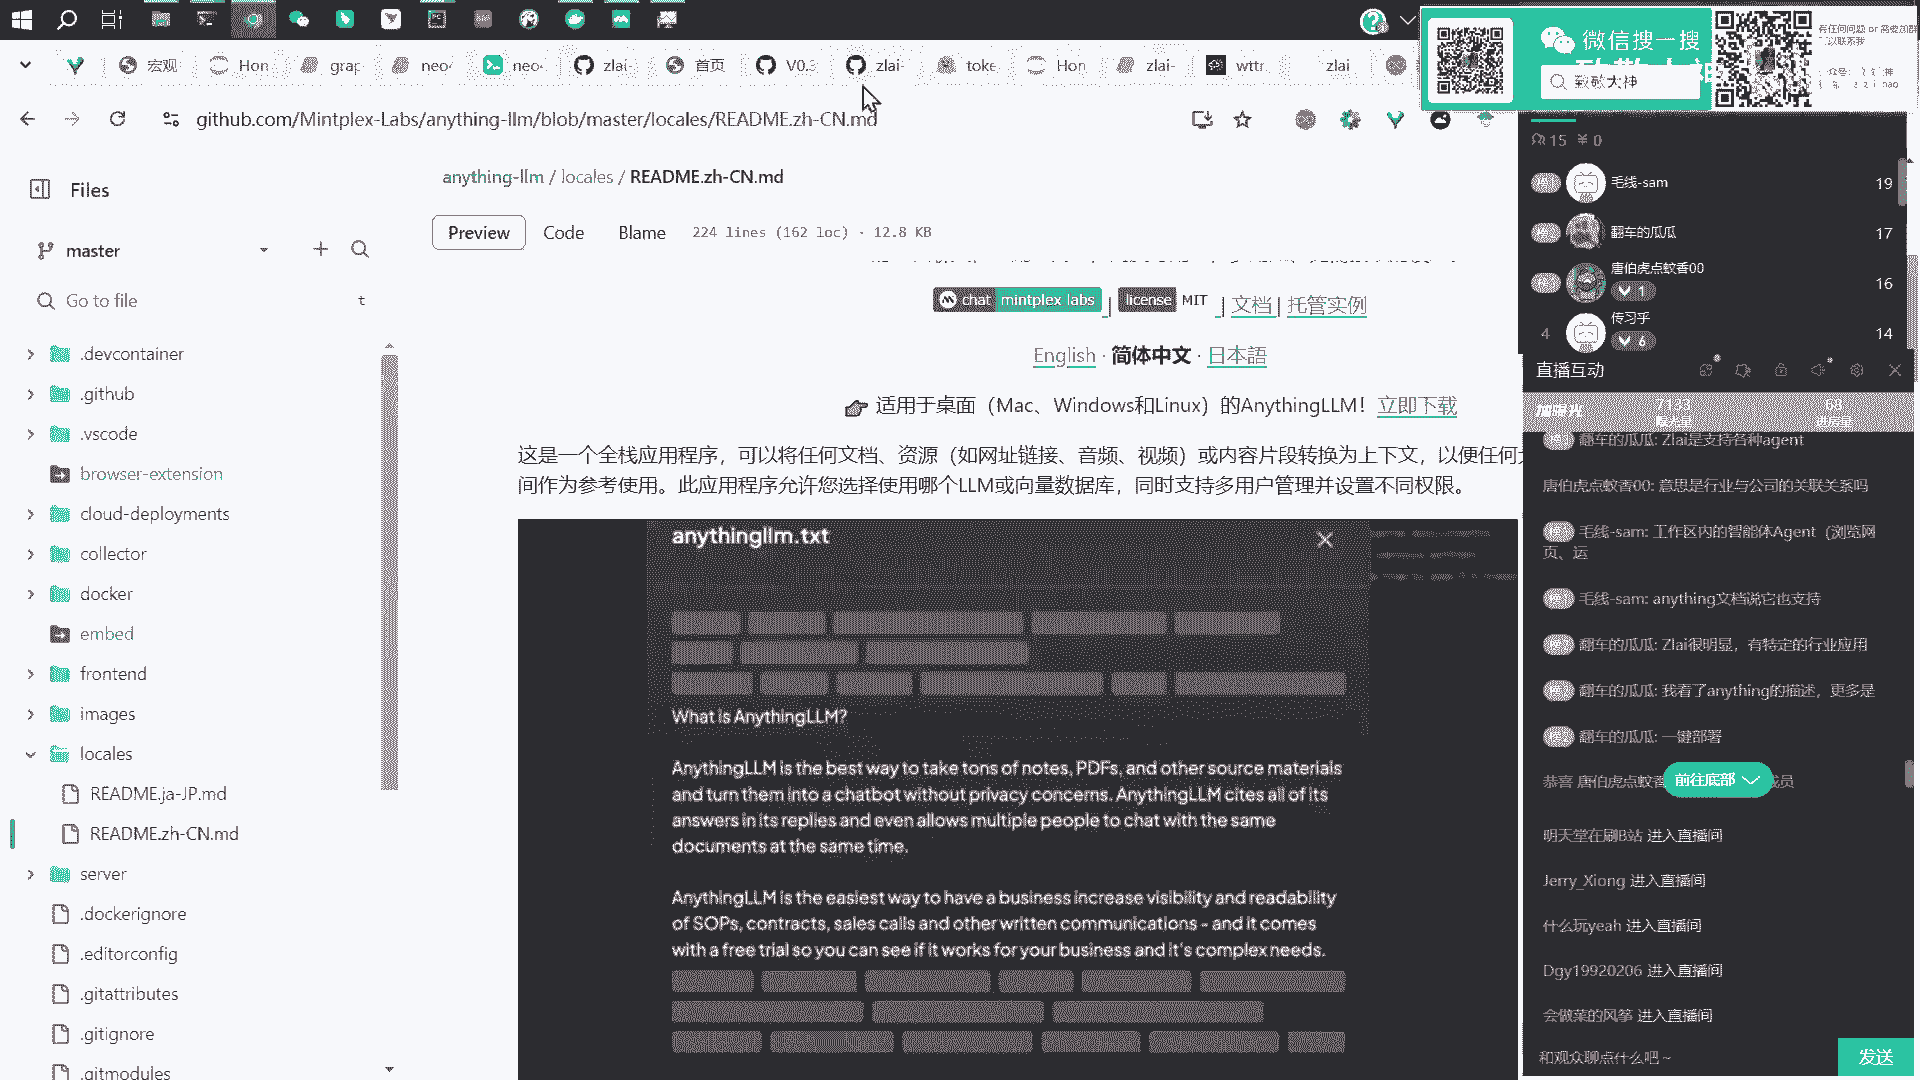 宏观
Hon
grap
neo
neo
zlai-
首页
V0.3
zlai-
toke
Hon
zlai-
wttr
zlai
github.com/Mintplex-Labs/anything-llm/blob/master/locales/README.zh-CN.md
微信搜一搜
致敬大神
有任何问题 or 需要加群
15 ¥ 0
毛线-sam 19
翻车的瓜瓜 17
唐伯虎点蚊香00
1
16
传习乎
4
6
14
直播互动
Files
master
Go to file
t
.devcontainer
.github
.vscode
browser-extension
cloud-deployments
collector
docker
embed
frontend
images
locales
README.ja-JP.md
README.zh-CN.md
server
.dockerignore
.editorconfig
.gitattributes
.gitignore
.gitmodules
anything-llm / locales / README.zh-CN.md
Preview
Code
Blame
224 lines (162 loc) · 12.8 KB
chat mintplex labs | license MIT | 文档 | 托管实例
English · 简体中文 · 日本語
适用于桌面（Mac、Windows和Linux）的AnythingLLM！ 立即下载
这是一个全栈应用程序，可以将任何文档、资源（如网址链接、音频、视频）或内容片段转换为上下文，以便任何
间作为参考使用。此应用程序允许您选择使用哪个LLM或向量数据库，同时支持多用户管理并设置不同权限。
anythingllm.txt
What is AnythingLLM?
AnythingLLM is the best way to take tons of notes, PDFs, and other source materials
and turn them into a chatbot without privacy concerns. AnythingLLM cites all of its
answers in its replies and even allows multiple people to chat with the same
documents at the same time.
AnythingLLM is the easiest way to have a business increase visibility and readability
of SOPs, contracts, sales calls and other written communications - and it comes
with a free trial so you can see if it works for your business and it's complex needs.
翻车的瓜瓜: Zlai是支持各种agent
唐伯虎点蚊香00: 意思是行业与公司的关联关系吗
毛线-sam: 工作区内的智能体Agent（浏览网
页、运
毛线-sam: anything文档说它也支持
翻车的瓜瓜: Zlai很明显，有特定的行业应用
翻车的瓜瓜: 我看了anything的描述，更多是
翻车的瓜瓜: 一键部署
恭喜 唐伯虎点蚊香
前往底部
明天堂在刷B站 进入直播间
Jerry_Xiong 进入直播间
什么玩yeah 进入直播间
Dgy19920206 进入直播间
会做菜的风筝 进入直播间
和观众聊点什么吧~
发送